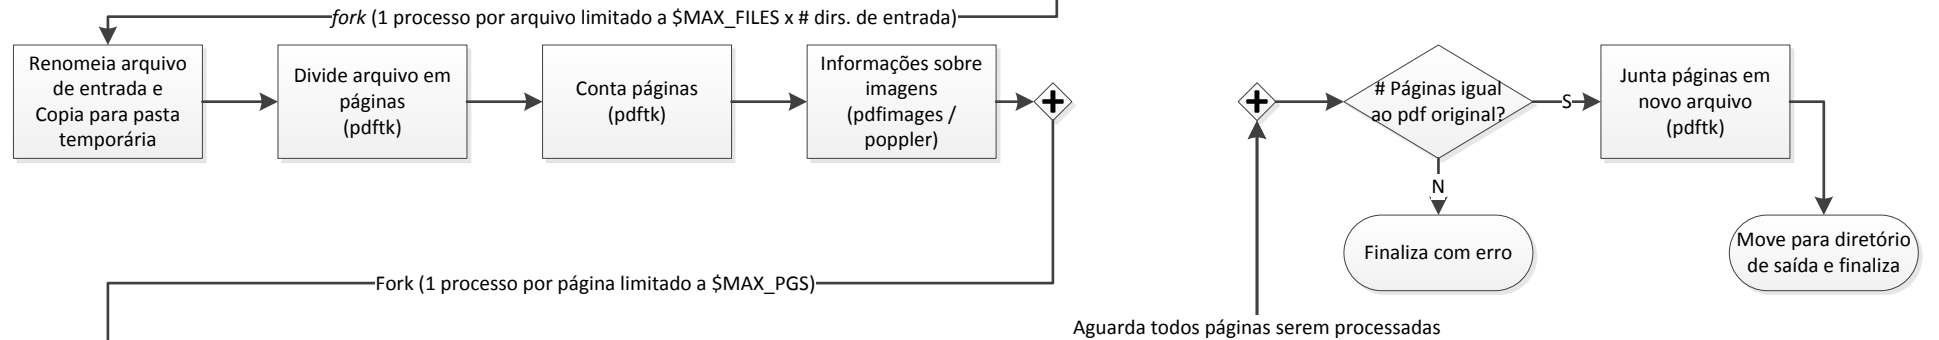 fork (1 processo por arquivo limitado a $MAX_FILES x # dirs. de entrada)
Renomeia arquivo
de entrada e
Copia para pasta
temporária
Divide arquivo em
páginas
(pdftk)
Conta páginas
(pdftk)
Informações sobre
imagens
(pdfimages /
poppler)
# Páginas igual
ao pdf original?
S
Junta páginas em
novo arquivo
(pdftk)
N
Finaliza com erro
Move para diretório
de saída e finaliza
Fork (1 processo por página limitado a $MAX_PGS)
Aguarda todos páginas serem processadas